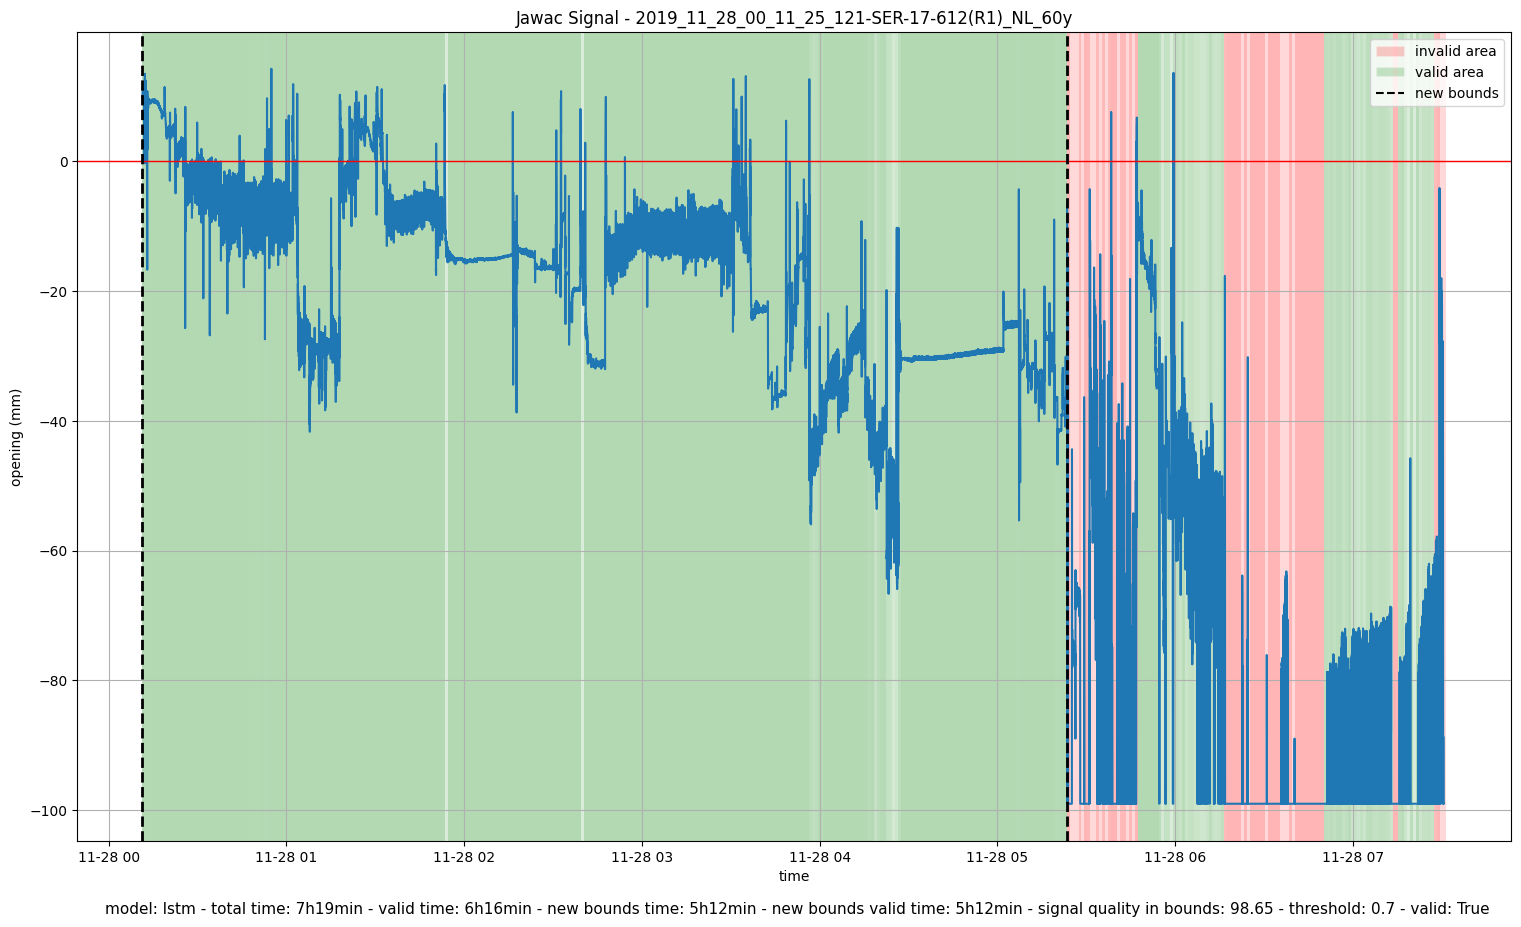 Jawac Signal - 2019_11_28_00_11_25_121-SER-17-612(R1)_NL_60y
invalid area
valid area
new bounds
opening (mm)
0
−20
−40
−60
−80
−100
11-28 00
11-28 01
11-28 02
11-28 03
11-28 04
11-28 05
11-28 06
11-28 07
time
model: lstm - total time: 7h19min - valid time: 6h16min - new bounds time: 5h12min - new bounds valid time: 5h12min - signal quality in bounds: 98.65 - threshold: 0.7 - valid: True